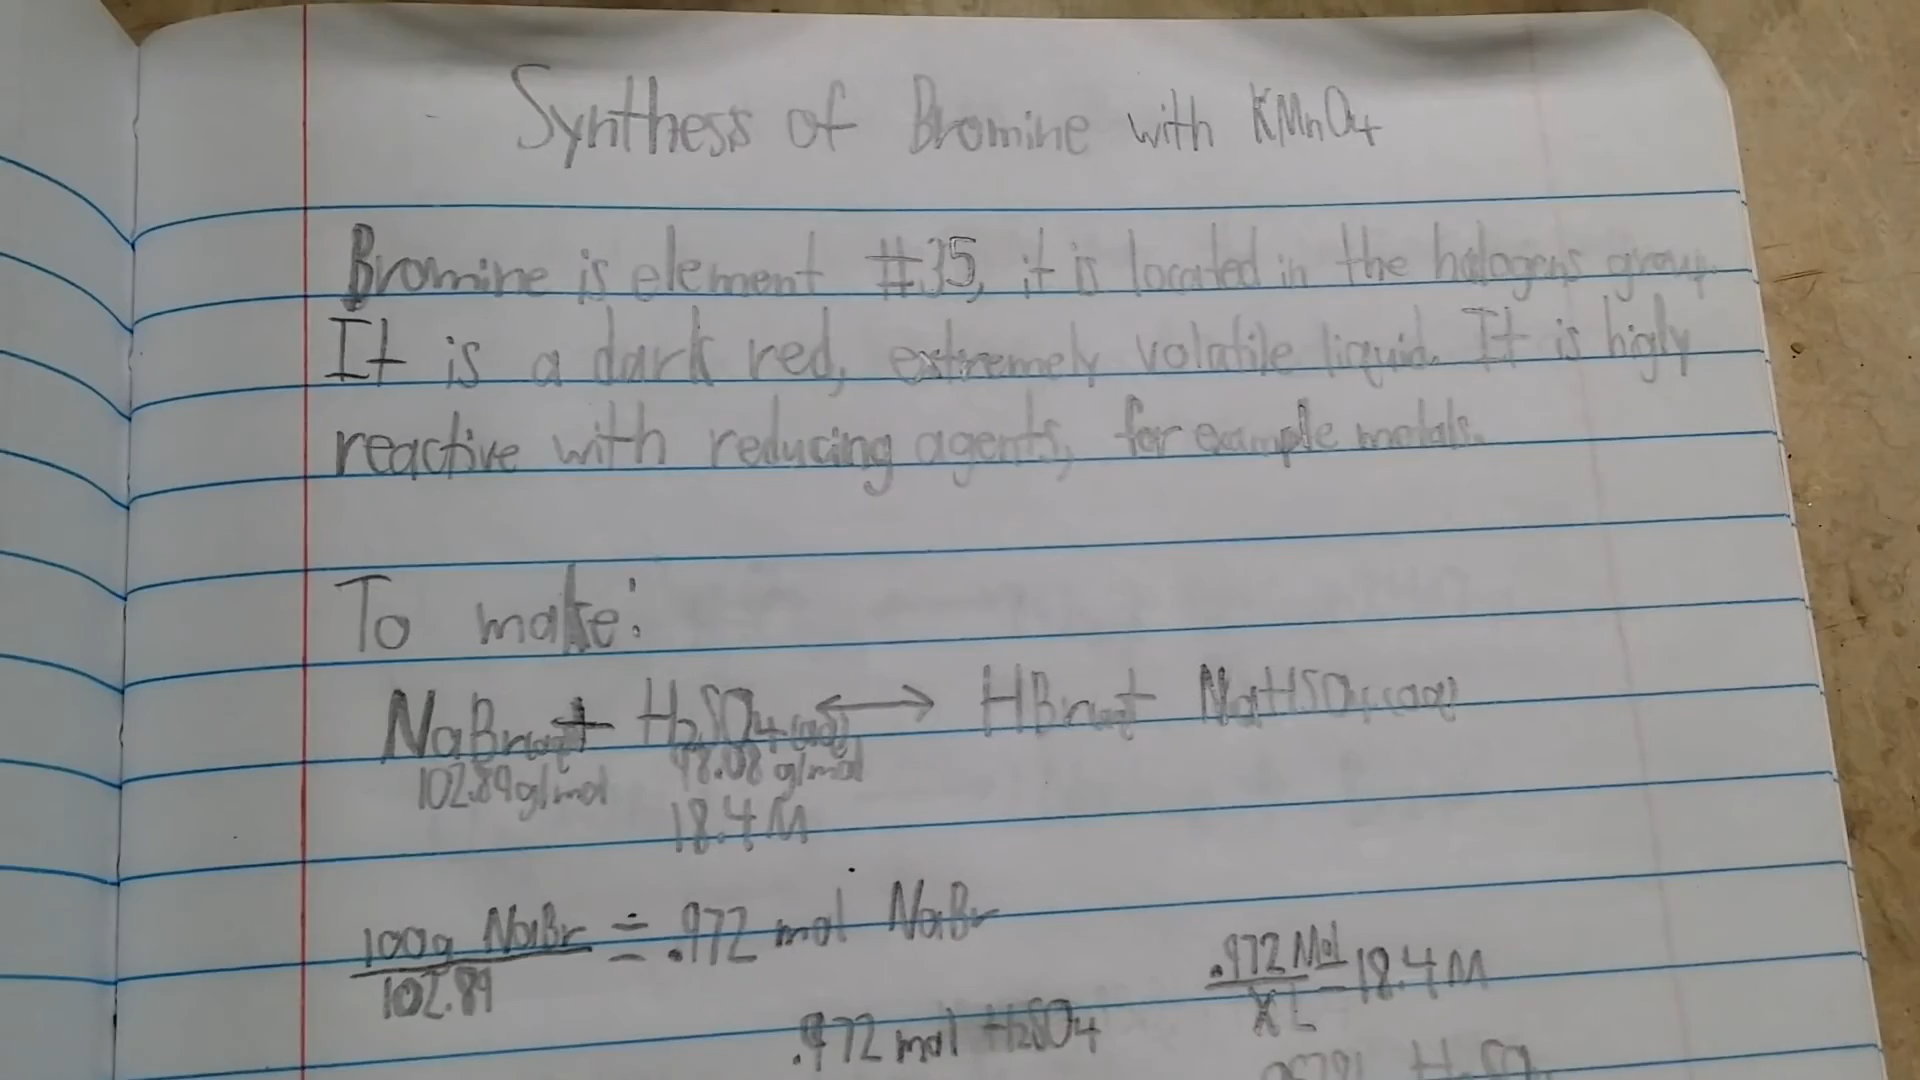 Synthess of Bromine with KMnO4
Bromine is element #35, it is located in the halogens group
It is a dark red, extremely volatile liquid. It is higly
reactive with reducing agents, for example metals.
To make:
NaBr(aq) + H2SO4(aq) ⟷ HBr(aq) + NaHSO4(aq)
102.89g/mol 98.08 g/mol
18.4 M
100g NaBr = .972 mol NaBr
102.89
.972 Mol = 18.4 M
X L
.972 mol H2SO4